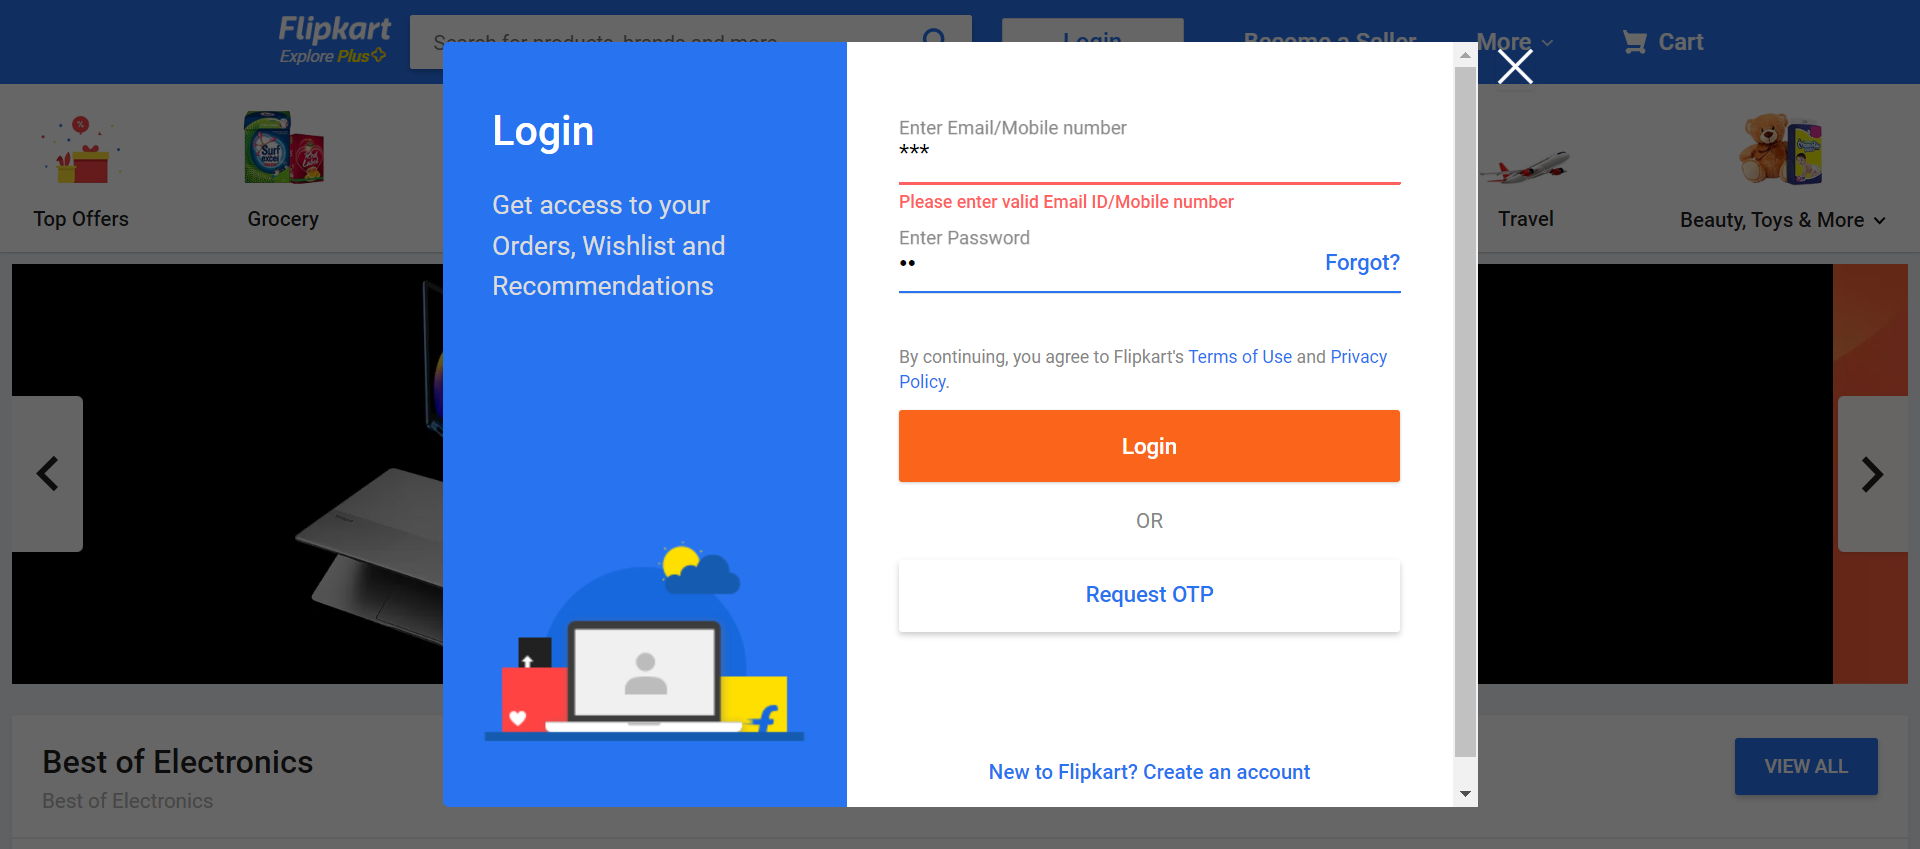 Flipkart
Explore Plus
Search for products, brands and more
Login
Become a Seller
More
Cart
Top Offers
Grocery
Travel
Beauty, Toys & More
Login
Get access to your
Orders, Wishlist and
Recommendations
Enter Email/Mobile number
***
Please enter valid Email ID/Mobile number
Enter Password
••
Forgot?
By continuing, you agree to Flipkart's Terms of Use and Privacy
Policy.
Login
OR
Request OTP
New to Flipkart? Create an account
Surf
excel
Best of Electronics
Best of Electronics
VIEW ALL